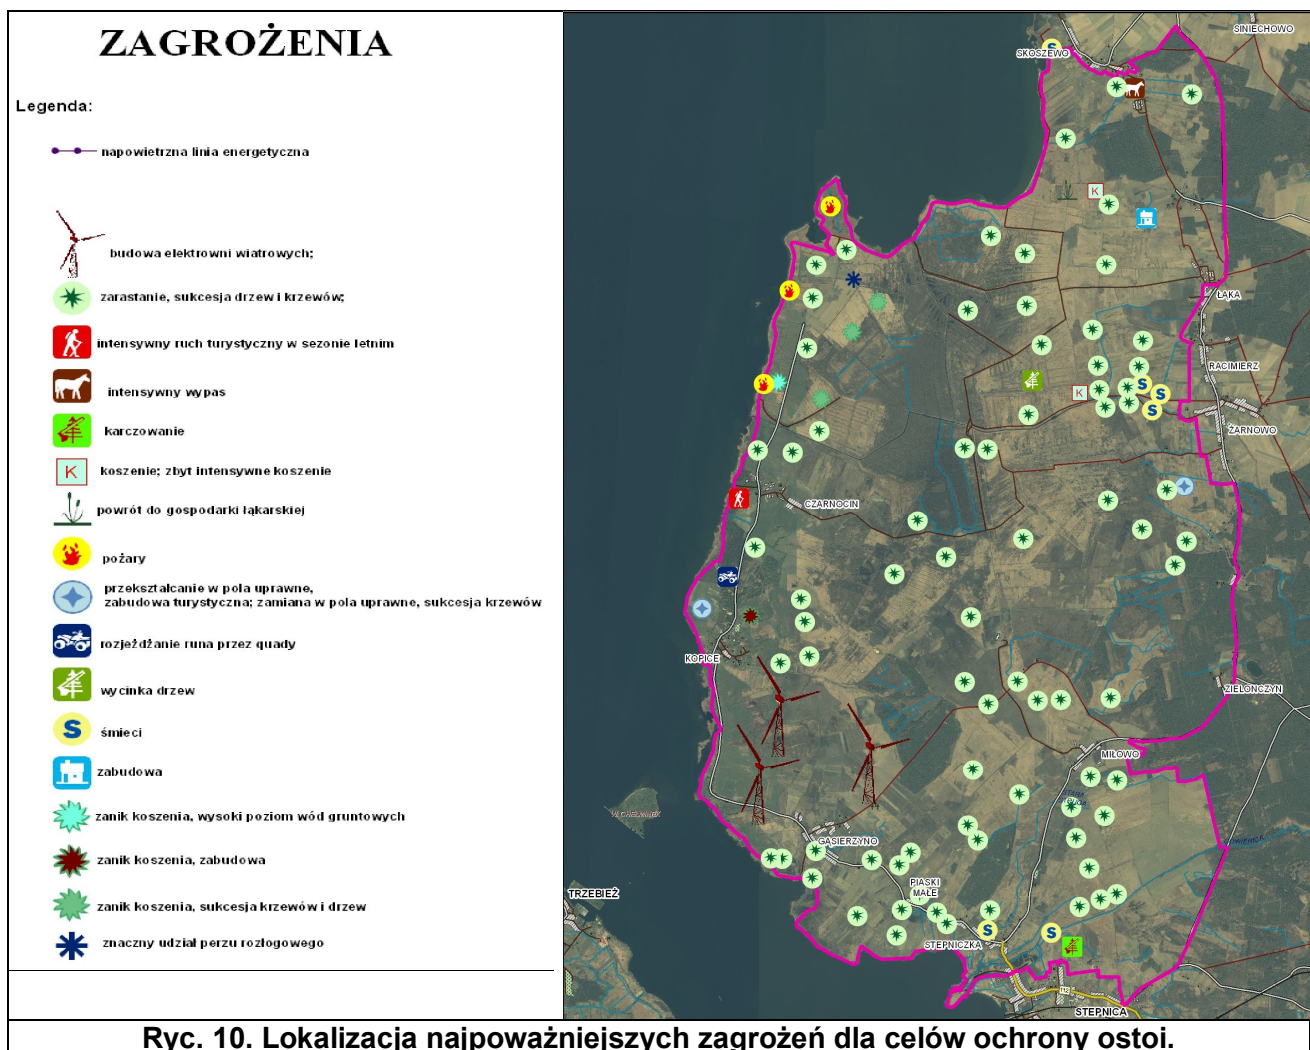 ZAGROŻENIA
Legenda:
napowietrzna linia energetyczna
budowa elektrowni wiatrowych;
zarastanie, sukcesja drzew i krzewów;
intensywny ruch turystyczny w sezonie letnim
intensywny wypas
karczowanie
K
koszenie; zbyt intensywne koszenie
powrót do gospodarki łąkarskiej
pożary
przekształcanie w pola uprawne,
zabudowa turystyczna; zamiana w pola uprawne, sukcesja krzewów
rozjeżdżanie runa przez quady
wycinka drzew
S
śmieci
zabudowa
zanik koszenia, wysoki poziom wód gruntowych
zanik koszenia, zabudowa
zanik koszenia, sukcesja krzewów i drzew
znaczny udział perzu rozłogowego
SINIECHOWO
S
SKOSZEWO
K
ŁĄKA
RACIMIERZ
K
S
S
S
ŻARNOWO
CZARNOCIN
KOPICE
ZIELONCZYN
MIŁOWO
STARA
GĄSIERZYNO
PIASKI
MAŁE
TRZEBIEŻ
STEPNICZKA
S
S
112
STEPNICA
Ryc. 10. Lokalizacja najpoważniejszych zagrożeń dla celów ochrony ostoi.